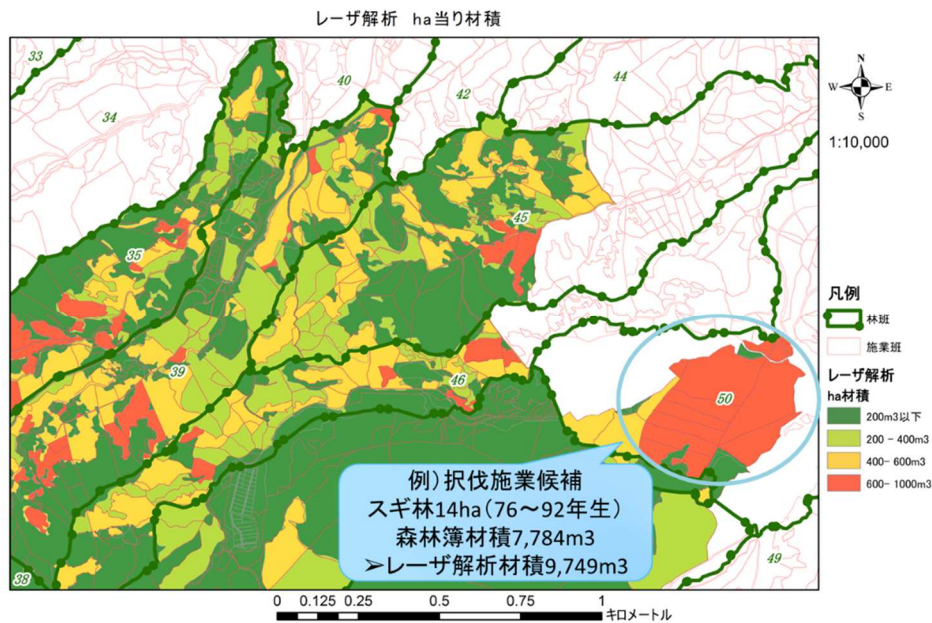 レーザ解析 ha当り材積
33
34
40
42
44
N
W E
S
1:10,000
35
45
39
46
50
38
49
凡例
林班
施業班
レーザ解析
ha材積
200m3以下
200 - 400m3
400- 600m3
600- 1000m3
例）択伐施業候補
スギ林14ha（76～92年生）
森林簿材積7,784m3
➢レーザ解析材積9,749m3
0 0.125 0.25 0.5 0.75 1
キロメートル